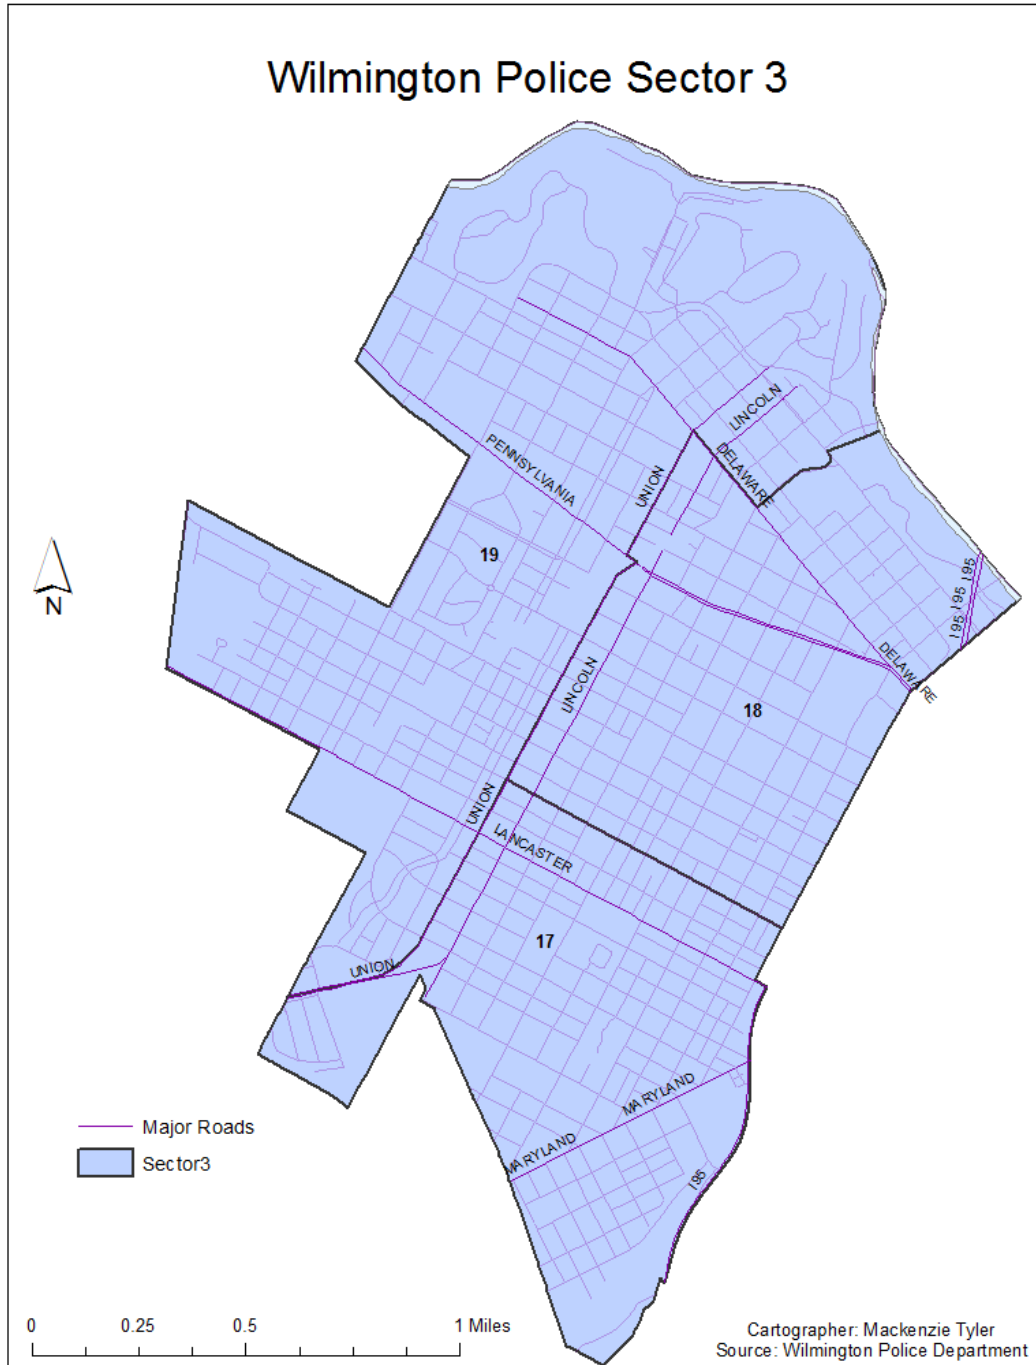 Wilmington Police Sector 3
LINCOLN
PENNSYLVANIA
DELAWARE
UNION
19
195
195
195
DELAWARE
LINCOLN
18
UNION
LANCASTER
17
UNION
MARYLAND
MARYLAND
195
N
Major Roads
Sector3
0 0.25 0.5 1 Miles
Cartographer: Mackenzie Tyler
Source: Wilmington Police Department